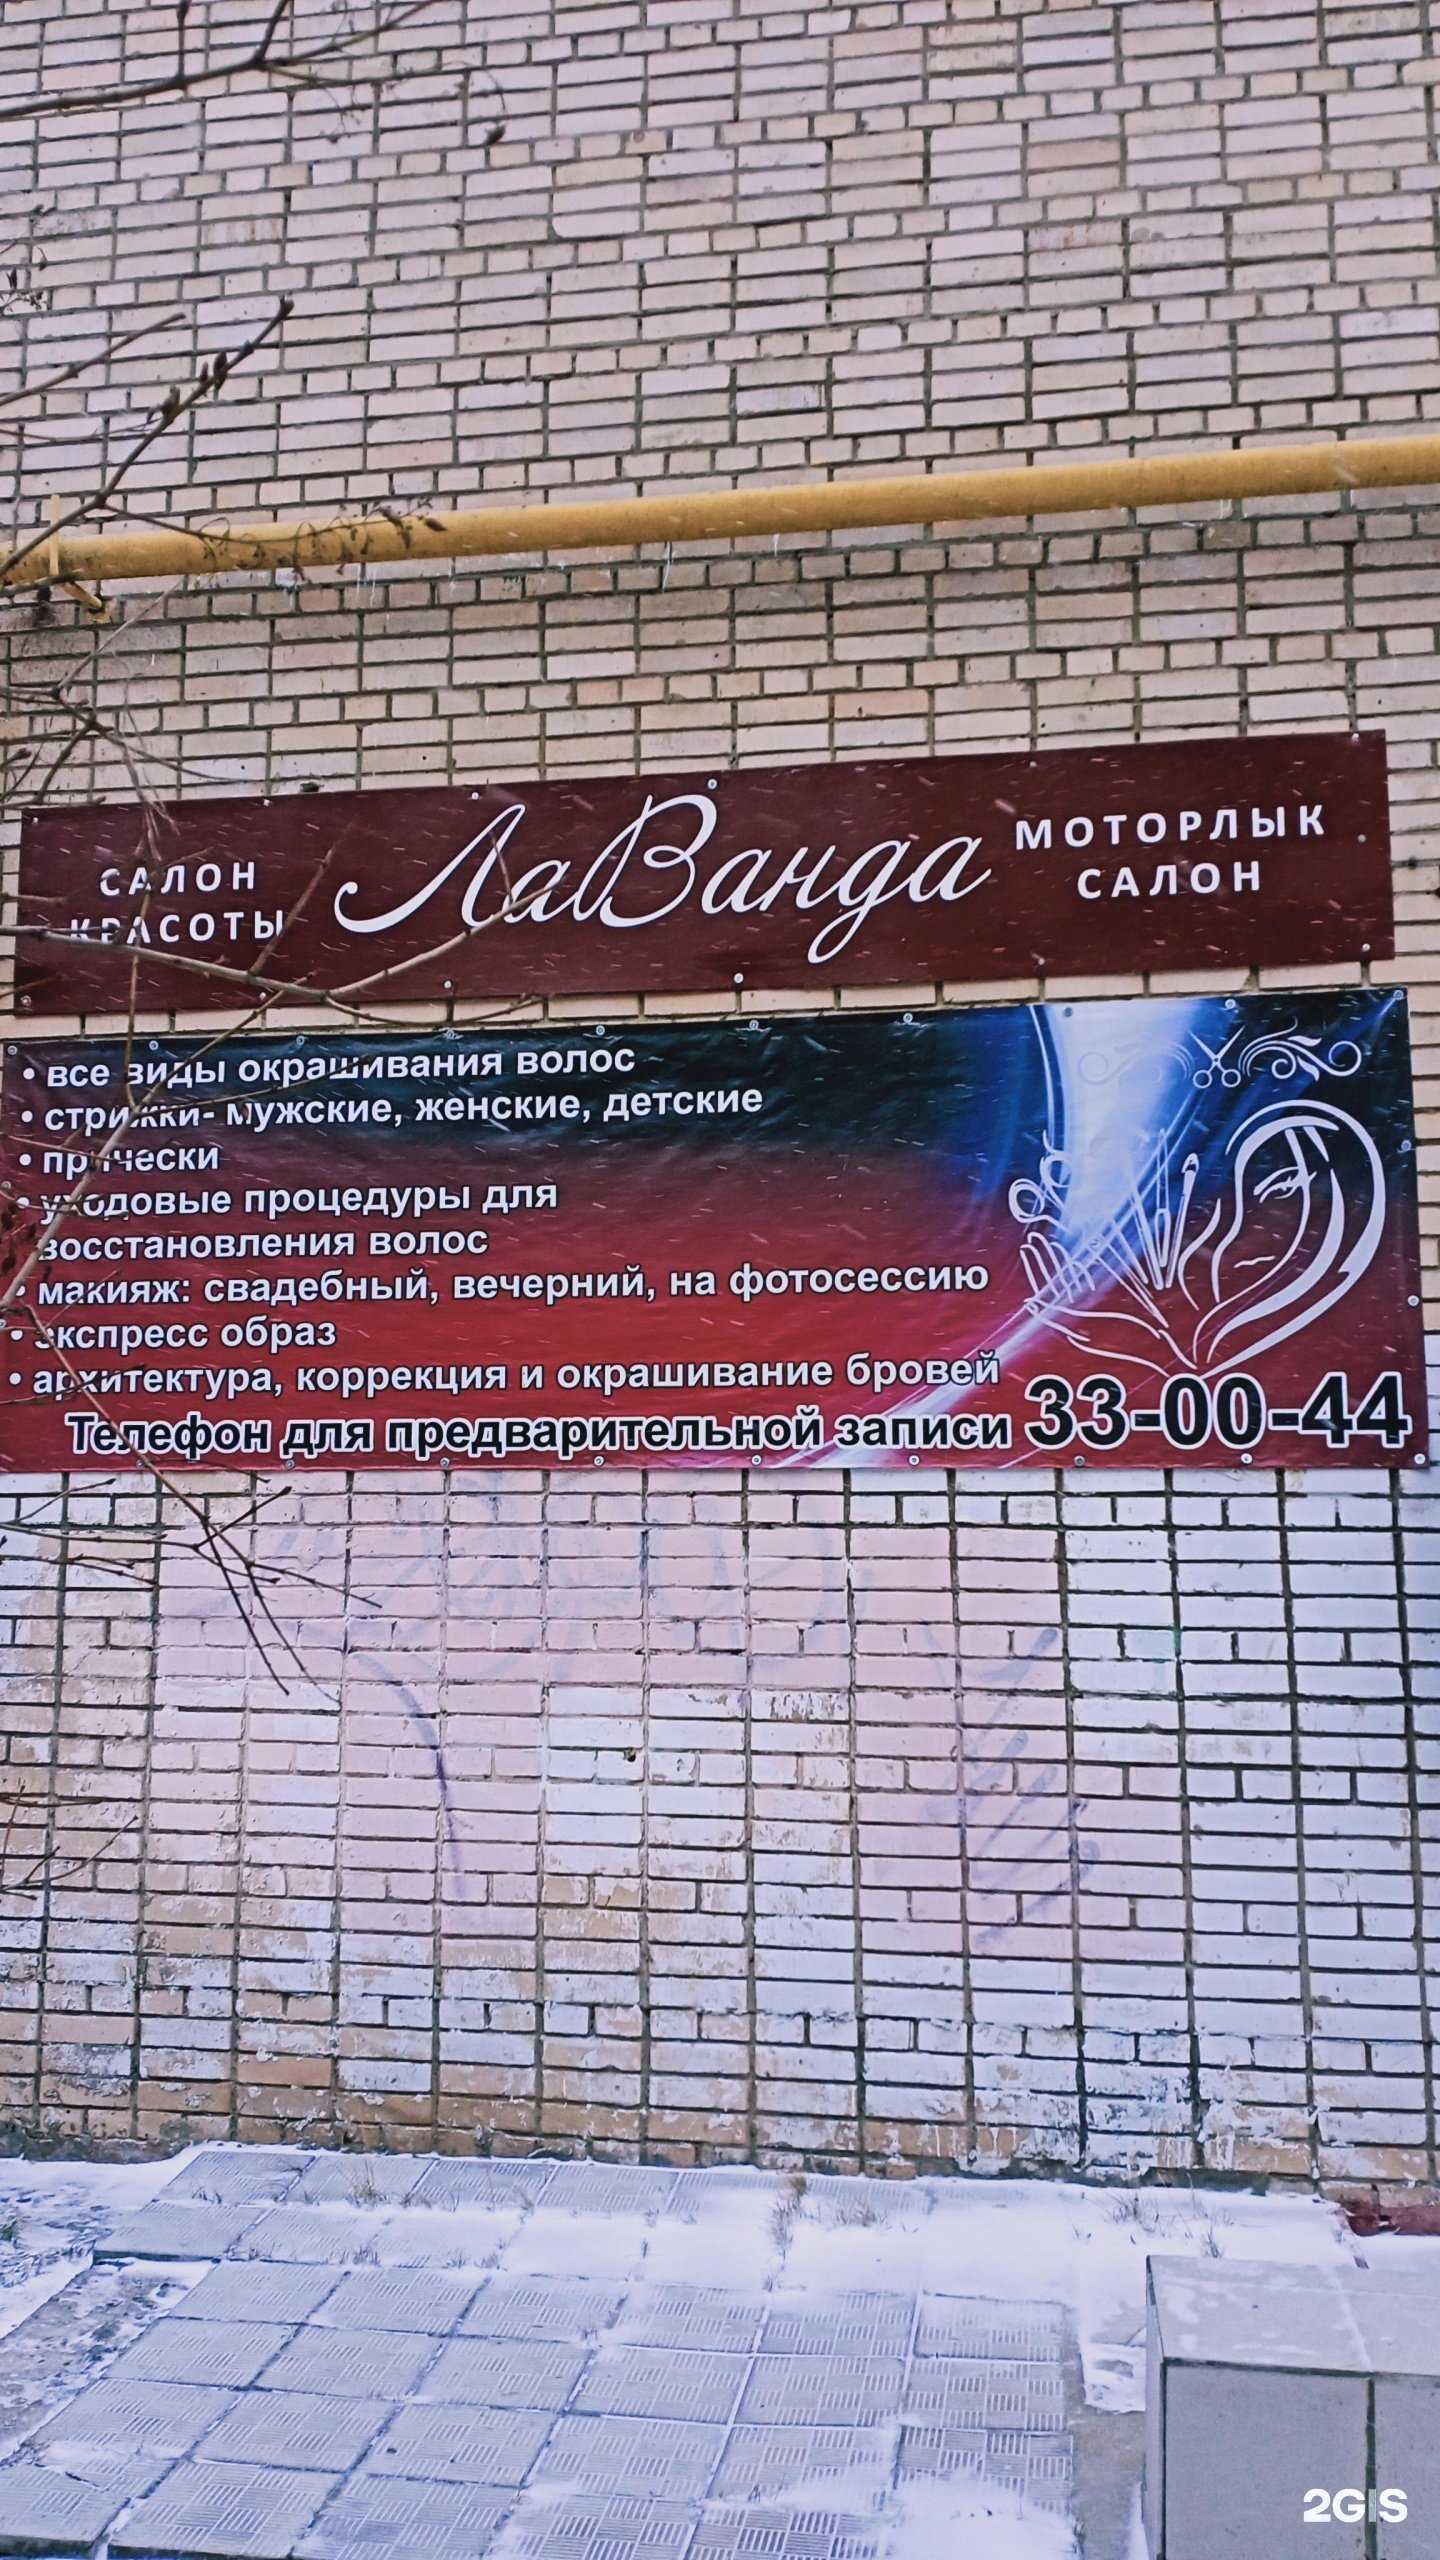 САЛОН
КРАСОТЫ
ЛаВанда
МОТОРЛЫК
САЛОН
• все виды окрашивания волос
• стрижки- мужские, женские, детские
• прически
• уходовые процедуры для
восстановления волос
• макияж: свадебный, вечерний, на фотосессию
• экспресс образ
• архитектура, коррекция и окрашивание бровей
Телефон для предварительной записи 33-00-44
2GIS